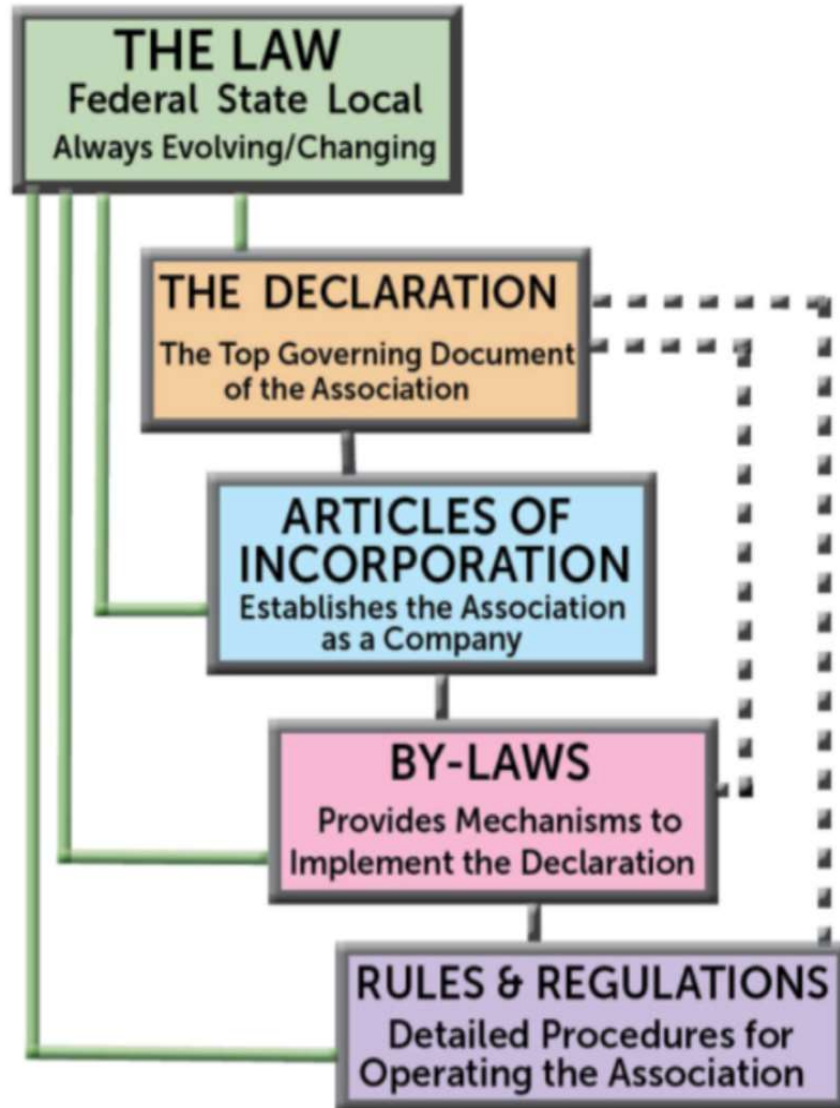 THE LAW
Federal State Local
Always Evolving/Changing
THE DECLARATION
The Top Governing Document
of the Association
ARTICLES OF
INCORPORATION
Establishes the Association
as a Company
BY-LAWS
Provides Mechanisms to
Implement the Declaration
RULES & REGULATIONS
Detailed Procedures for
Operating the Association